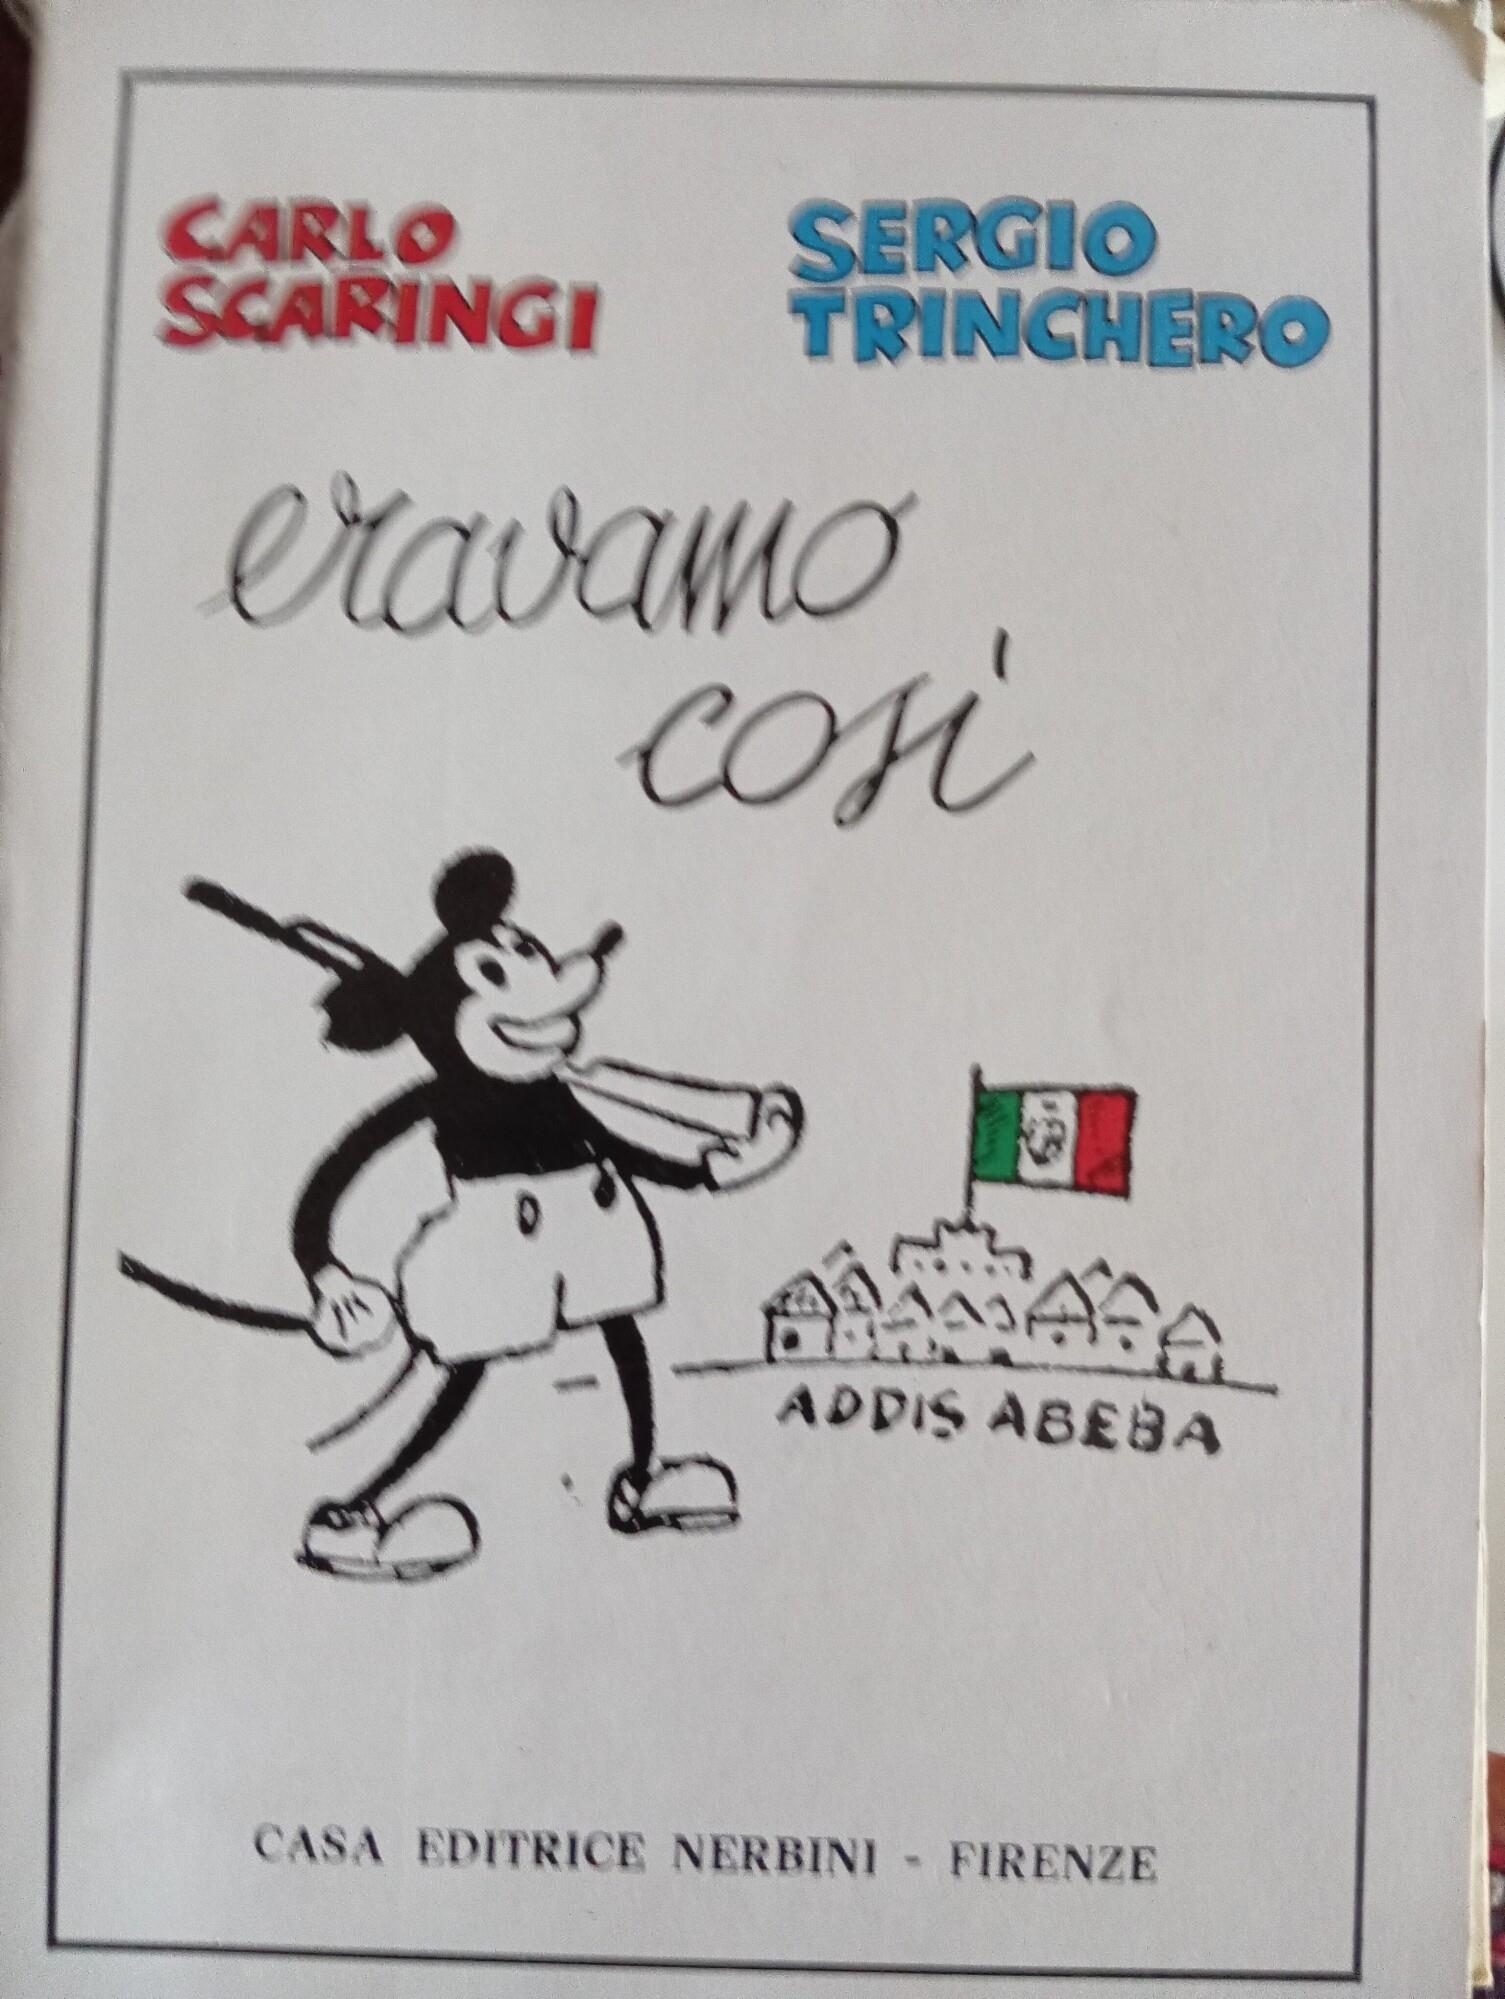 CARLO
SCARINGI
SERGIO
TRINCHERO
eravamo
così
ADDIS ABEBA
CASA EDITRICE NERBINI - FIRENZE